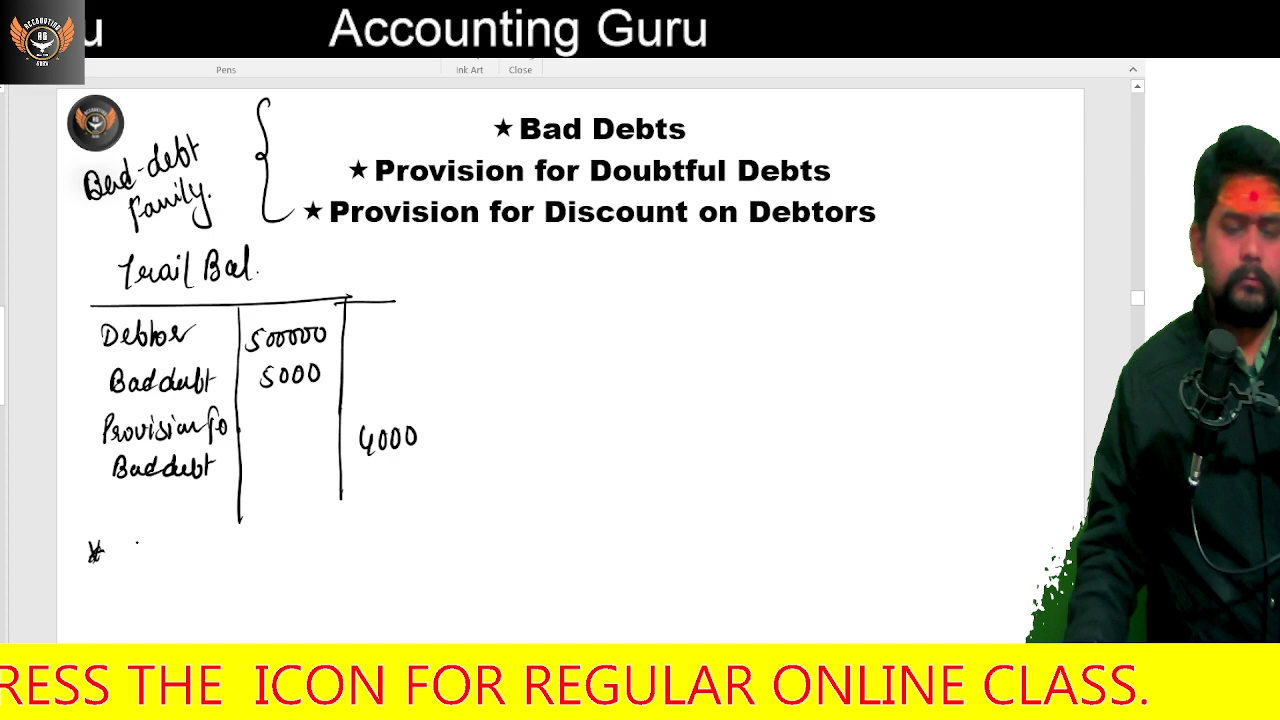 u Accounting Guru
Pens Ink Art Close
★ Bad Debts
★ Provision for Doubtful Debts
★ Provision for Discount on Debtors
Bad-debt
Family.
Trail Bal.
Debtor 500000
Bad debt 5000
Provision fo
Bad debt 4000
*
RESS THE ICON FOR REGULAR ONLINE CLASS.